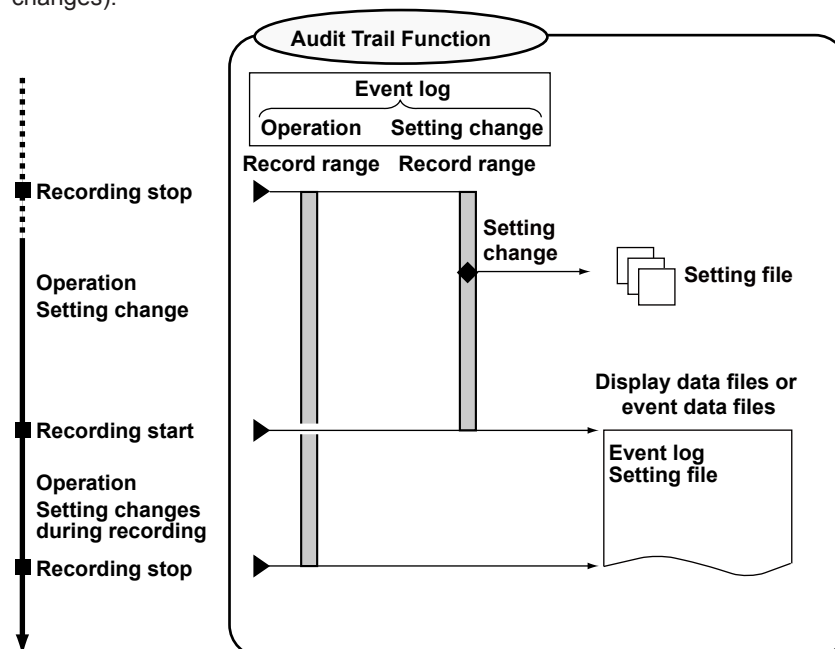 changes).
Audit Trail Function
Event log
Operation Setting change
Record range Record range
Recording stop
Setting
change
Setting file
Operation
Setting change
Display data files or
event data files
Recording start
Event log
Setting file
Operation
Setting changes
during recording
Recording stop